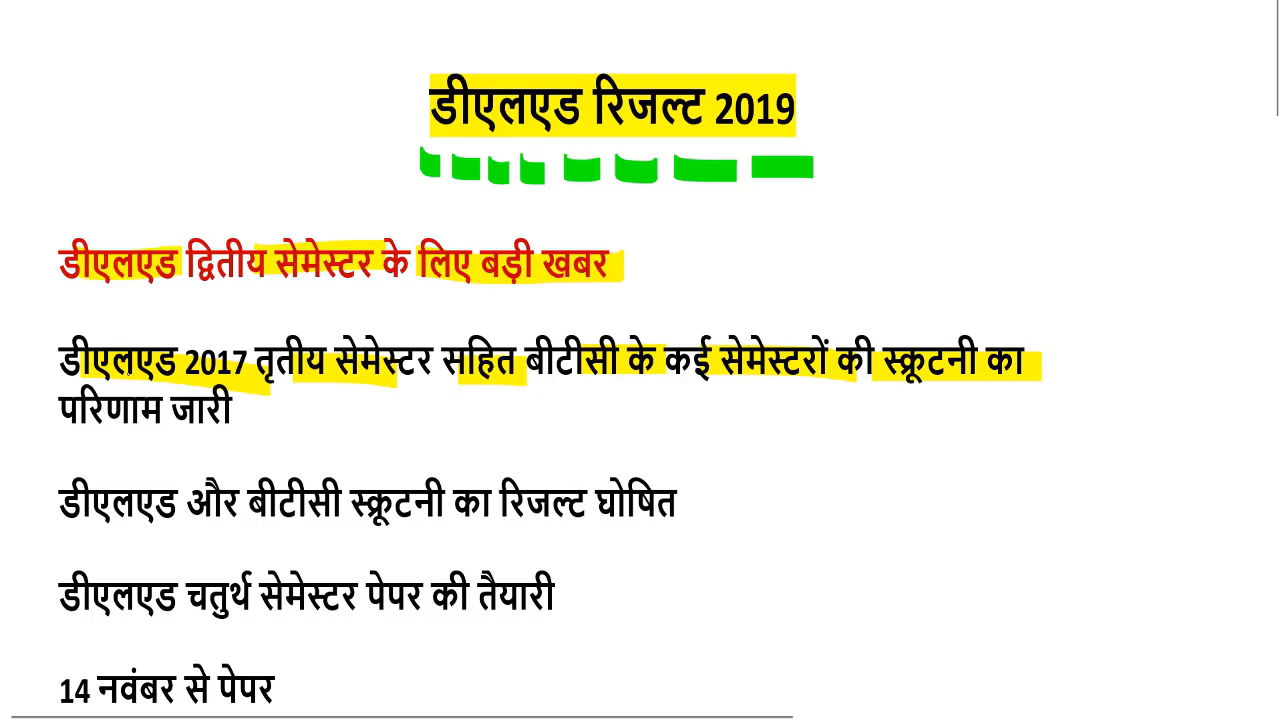 डीएलएड रिजल्ट 2019
डीएलएड द्वितीय सेमेस्टर के लिए बड़ी खबर
डीएलएड 2017 तृतीय सेमेस्टर सहित बीटीसी के कई सेमेस्टरों की स्क्रूटनी का
परिणाम जारी
डीएलएड और बीटीसी स्क्रूटनी का रिजल्ट घोषित
डीएलएड चतुर्थ सेमेस्टर पेपर की तैयारी
14 नवंबर से पेपर